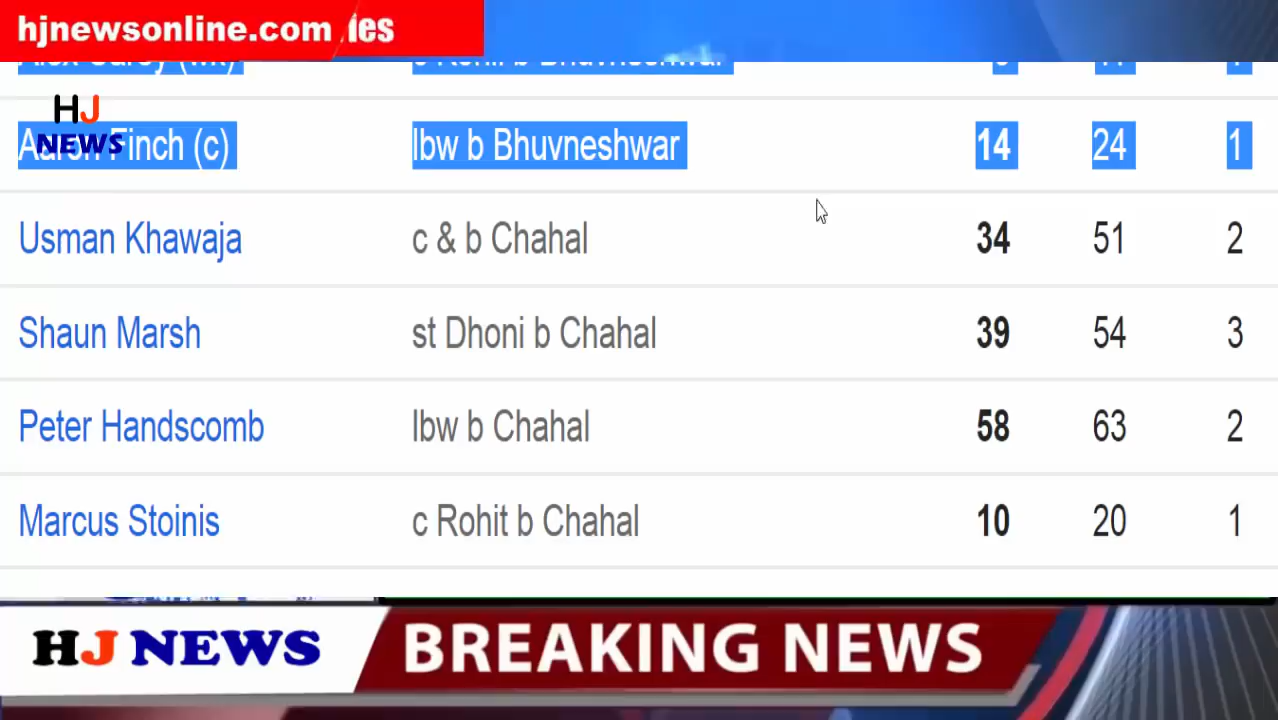 hjnewsonline.com ies
HJ
NEWS
Aaron Finch (c) lbw b Bhuvneshwar 14 24 1
Usman Khawaja c & b Chahal 34 51 2
Shaun Marsh st Dhoni b Chahal 39 54 3
Peter Handscomb lbw b Chahal 58 63 2
Marcus Stoinis c Rohit b Chahal 10 20 1
HJ NEWS BREAKING NEWS